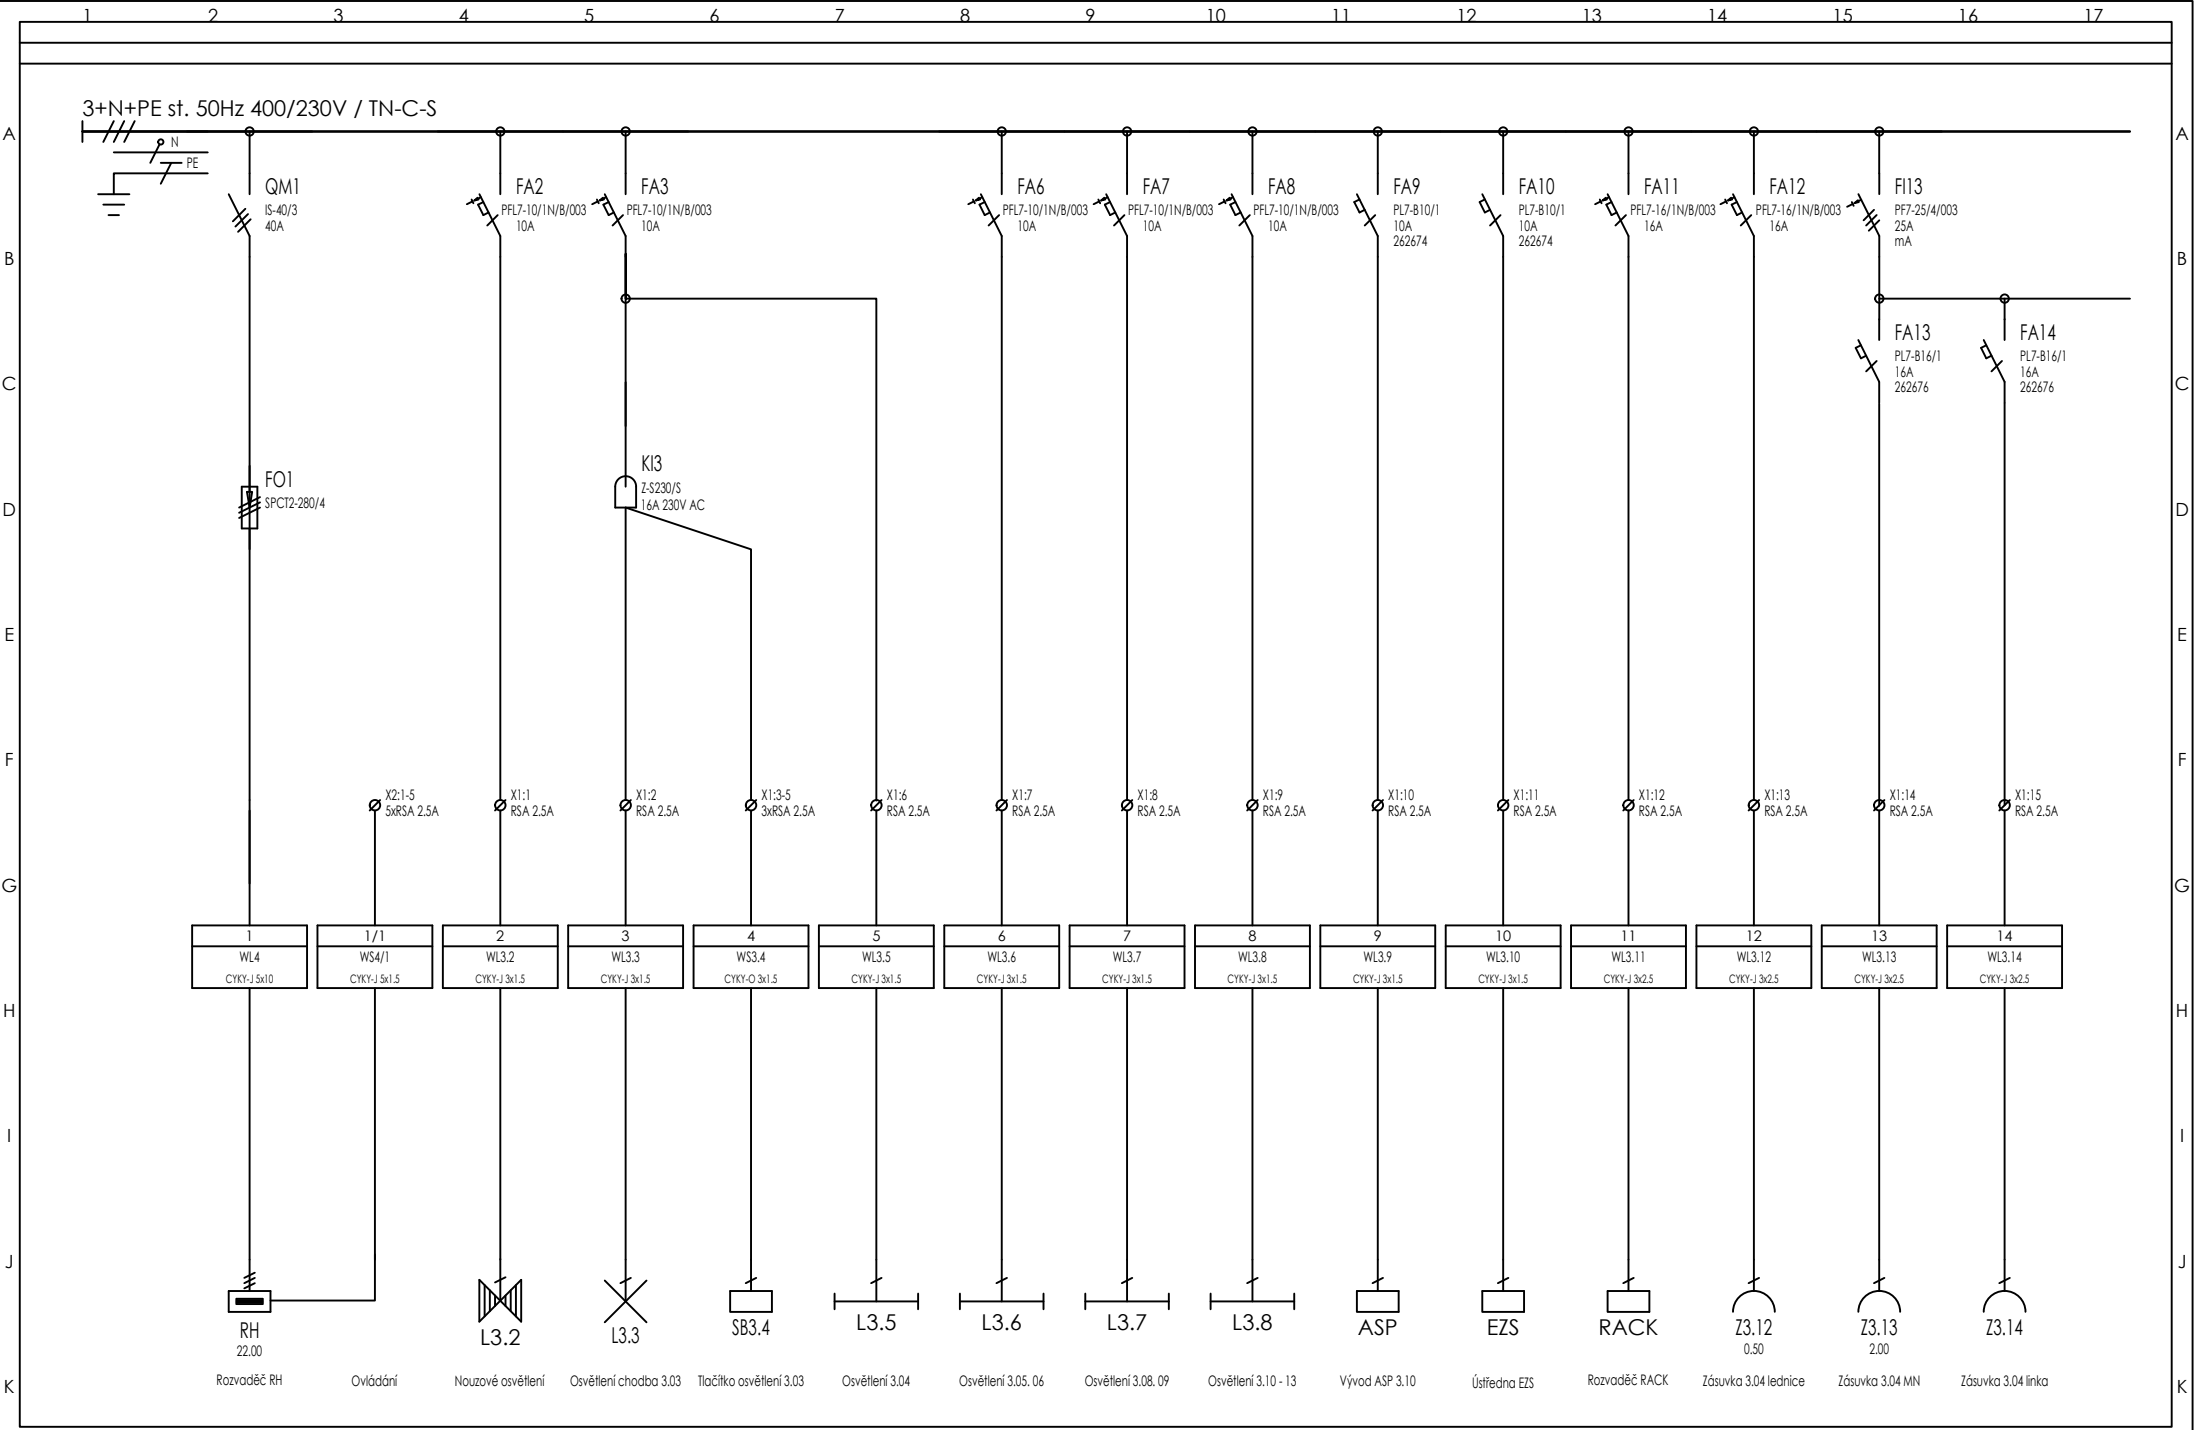 1 2 3 4 5 6 7 8 9 10 11 12 13 14 15 16 17
3+N+PE st. 50Hz 400/230V / TN-C-S
A A
N
PE
QM1
IS-40/3
40A
FA2
PFL7-10/1N/B/003
10A
FA3
PFL7-10/1N/B/003
10A
FA6
PFL7-10/1N/B/003
10A
FA7
PFL7-10/1N/B/003
10A
FA8
PFL7-10/1N/B/003
10A
FA9
PL7-B10/1
10A
262674
FA10
PL7-B10/1
10A
262674
FA11
PFL7-16/1N/B/003
16A
FA12
PFL7-16/1N/B/003
16A
FI13
PF7-25/4/003
25A
mA
B B
FA13
PL7-B16/1
16A
262676
FA14
PL7-B16/1
16A
262676
C C
FO1
SPCT2-280/4
KI3
Z-S230/S
16A 230V AC
D D
E E
F F
X2:1-5
5xRSA 2.5A
X1:1
RSA 2.5A
X1:2
RSA 2.5A
X1:3-5
3xRSA 2.5A
X1:6
RSA 2.5A
X1:7
RSA 2.5A
X1:8
RSA 2.5A
X1:9
RSA 2.5A
X1:10
RSA 2.5A
X1:11
RSA 2.5A
X1:12
RSA 2.5A
X1:13
RSA 2.5A
X1:14
RSA 2.5A
X1:15
RSA 2.5A
G G
1 1/1 2 3 4 5 6 7 8 9 10 11 12 13 14
WL4 WS4/1 WL3.2 WL3.3 WS3.4 WL3.5 WL3.6 WL3.7 WL3.8 WL3.9 WL3.10 WL3.11 WL3.12 WL3.13 WL3.14
CYKY-J 5x10 CYKY-J 5x1.5 CYKY-J 3x1.5 CYKY-J 3x1.5 CYKY-O 3x1.5 CYKY-J 3x1.5 CYKY-J 3x1.5 CYKY-J 3x1.5 CYKY-J 3x1.5 CYKY-J 3x1.5 CYKY-J 3x1.5 CYKY-J 3x2.5 CYKY-J 3x2.5 CYKY-J 3x2.5 CYKY-J 3x2.5
H H
I I
J J
RH L3.2 L3.3 SB3.4 L3.5 L3.6 L3.7 L3.8 ASP EZS RACK Z3.12 Z3.13 Z3.14
22.00 0.50 2.00
K K
Rozvaděč RH Ovládání Nouzové osvětlení Osvětlení chodba 3.03 Tlačítko osvětlení 3.03 Osvětlení 3.04 Osvětlení 3.05. 06 Osvětlení 3.08. 09 Osvětlení 3.10 - 13 Vývod ASP 3.10 Ústředna EZS Rozvaděč RACK Zásuvka 3.04 lednice Zásuvka 3.04 MN Zásuvka 3.04 linka